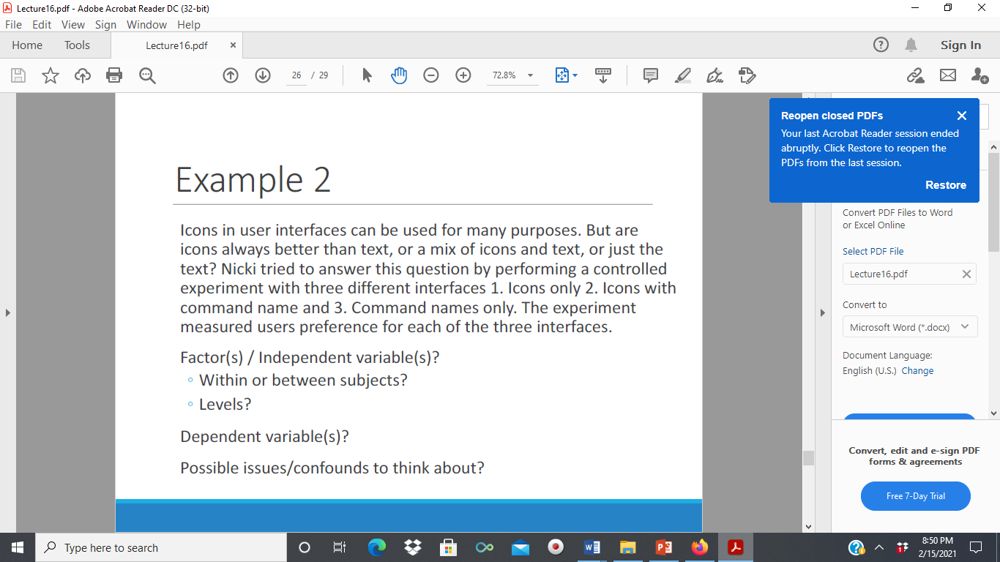 Lecture16.pdf - Adobe Acrobat Reader DC (32-bit)
File Edit View Sign Window Help
Home Tools Lecture16.pdf × Sign In
26 / 29 72.8%
Example 2
Icons in user interfaces can be used for many purposes. But are
icons always better than text, or a mix of icons and text, or just the
text? Nicki tried to answer this question by performing a controlled
experiment with three different interfaces 1. Icons only 2. Icons with
command name and 3. Command names only. The experiment
measured users preference for each of the three interfaces.
Factor(s) / Independent variable(s)?
◦ Within or between subjects?
◦ Levels?
Dependent variable(s)?
Possible issues/confounds to think about?
Reopen closed PDFs
Your last Acrobat Reader session ended
abruptly. Click Restore to reopen the
PDFs from the last session.
Restore
Convert PDF Files to Word
or Excel Online
Select PDF File
Lecture16.pdf
Convert to
Microsoft Word (*.docx)
Document Language:
English (U.S.) Change
Convert, edit and e-sign PDF
forms & agreements
Free 7-Day Trial
Type here to search
8:50 PM
2/15/2021